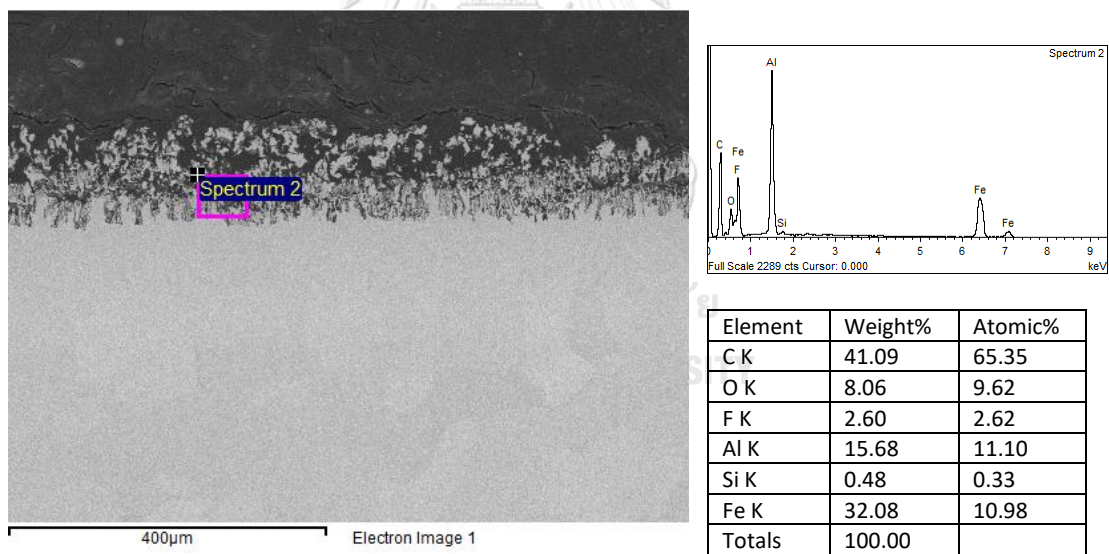 Spectrum 2
400µm
Electron Image 1
Spectrum 2
Al
C
Fe
F
O
Si
Fe
Fe
1 2 3 4 5 6 7 8 9
Full Scale 2289 cts Cursor: 0.000 keV
Element Weight% Atomic%
C K 41.09 65.35
O K 8.06 9.62
F K 2.60 2.62
Al K 15.68 11.10
Si K 0.48 0.33
Fe K 32.08 10.98
Totals 100.00